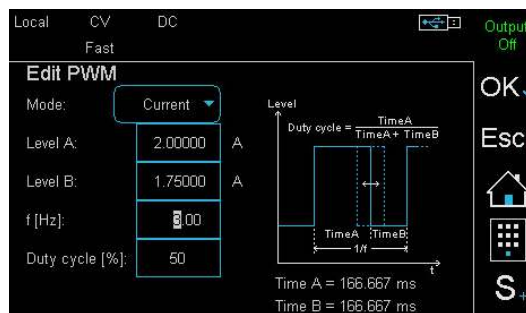 Local CV DC Output
Fast Off
Edit PWM
OK
Mode: Current
Level
Duty cycle = TimeA
TimeA + TimeB
Level A: 2.00000 A
Esc
Level B: 1.75000 A
f [Hz]: 3.00
TimeA TimeB
1/f
t
Duty cycle [%]: 50
Time A = 166.667 ms
Time B = 166.667 ms
S+